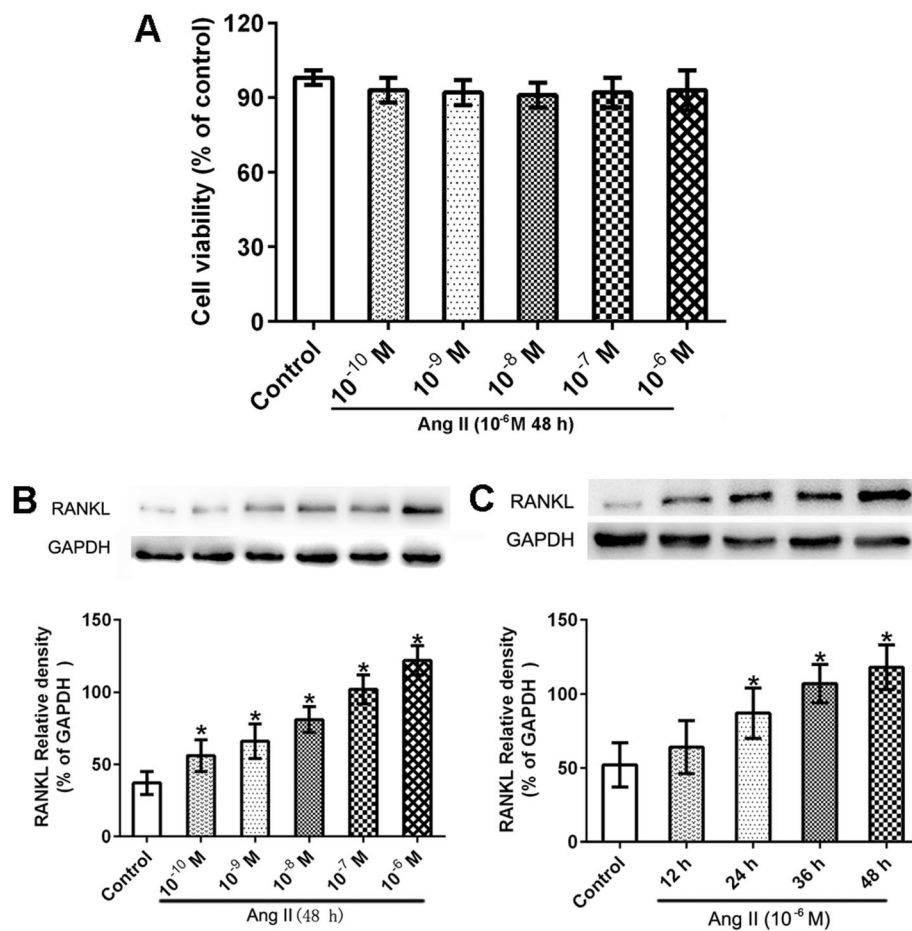 A
Cell viability (% of control)
120
90
60
30
0
Control
10⁻¹⁰ M
10⁻⁹ M
10⁻⁸ M
10⁻⁷ M
10⁻⁶ M
Ang II (10⁻⁶M 48 h)
B
RANKL
GAPDH
RANKL Relative density
(% of GAPDH )
150
100
50
0
* * * * *
Control
10⁻¹⁰ M
10⁻⁹ M
10⁻⁸ M
10⁻⁷ M
10⁻⁶ M
Ang II (48 h)
C
RANKL
GAPDH
RANKL Relative density
(% of GAPDH )
150
100
50
0
* * *
Control
12 h
24 h
36 h
48 h
Ang II (10⁻⁶ M)